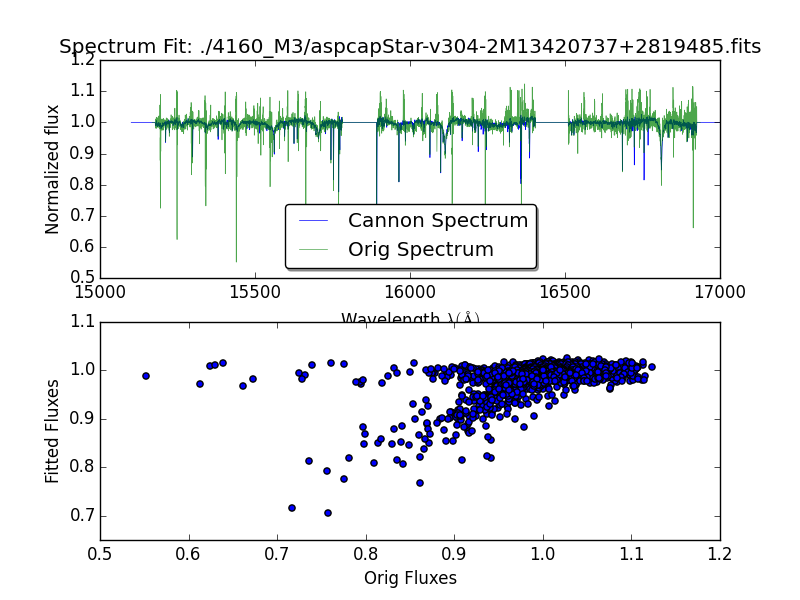 Spectrum Fit: ./4160_M3/aspcapStar-v304-2M13420737+2819485.fits
1.2
1.1
1.0
0.9
0.8
0.7
0.6
0.5
Normalized flux
Cannon Spectrum
Orig Spectrum
15000 15500 16000 16500 17000
Wavelength λ(Å)
1.1
1.0
0.9
0.8
0.7
Fitted Fluxes
0.5 0.6 0.7 0.8 0.9 1.0 1.1 1.2
Orig Fluxes